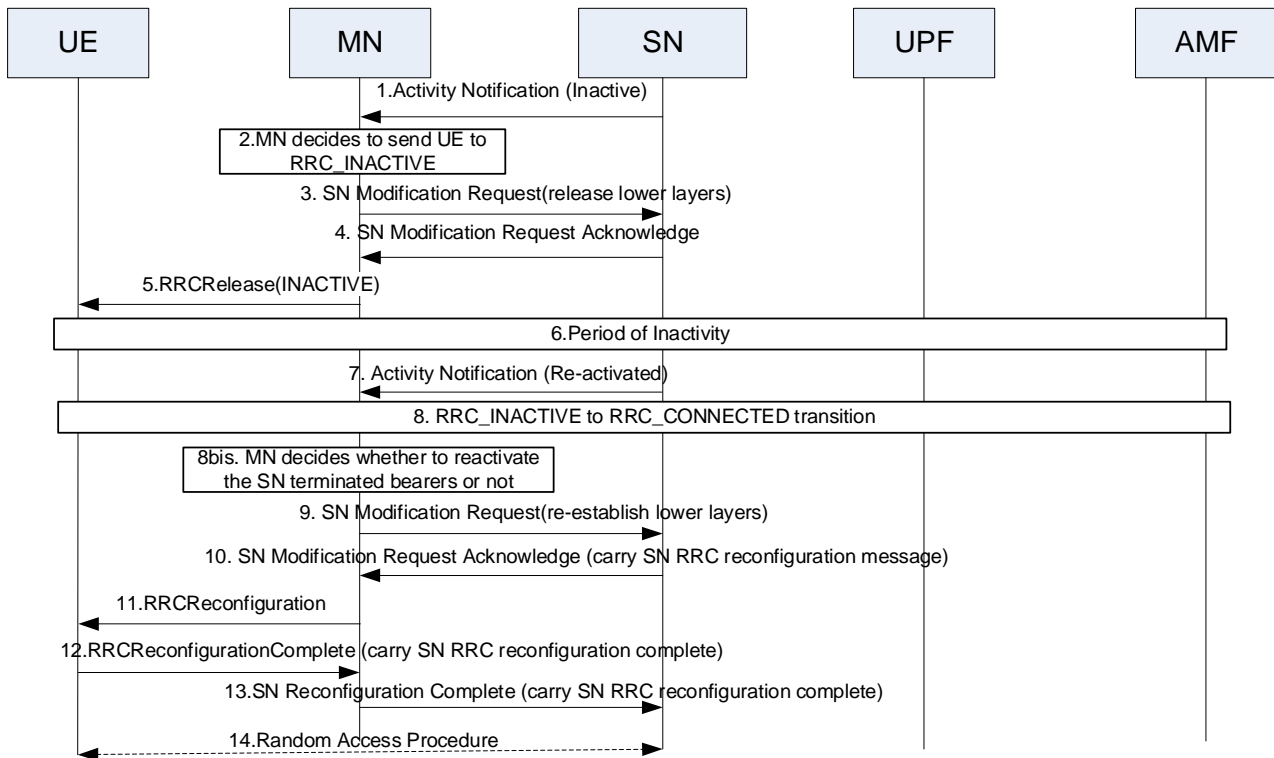 UE
MN
SN
UPF
AMF
1.Activity Notification (Inactive)
2.MN decides to send UE to
RRC_INACTIVE
3. SN Modification Request(release lower layers)
4. SN Modification Request Acknowledge
5.RRCRelease(INACTIVE)
6.Period of Inactivity
7. Activity Notification (Re-activated)
8. RRC_INACTIVE to RRC_CONNECTED transition
8bis. MN decides whether to reactivate
the SN terminated bearers or not
9. SN Modification Request(re-establish lower layers)
10. SN Modification Request Acknowledge (carry SN RRC reconfiguration message)
11.RRCReconfiguration
12.RRCReconfigurationComplete (carry SN RRC reconfiguration complete)
13.SN Reconfiguration Complete (carry SN RRC reconfiguration complete)
14.Random Access Procedure